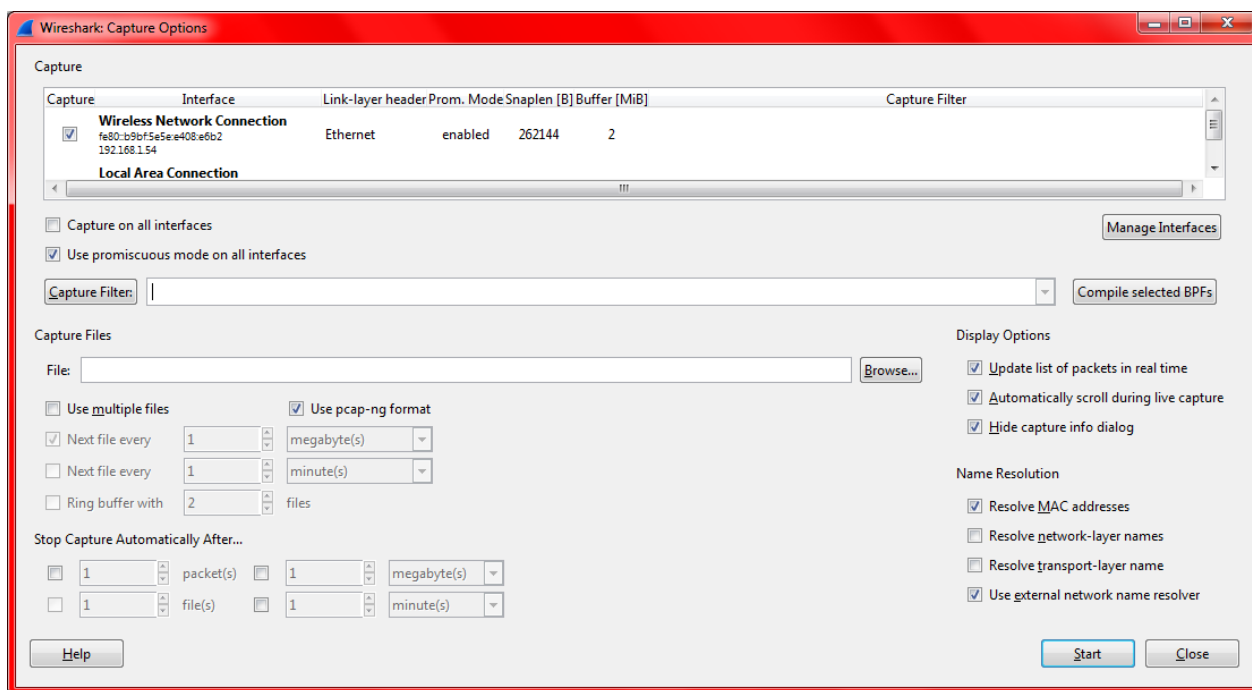 Wireshark: Capture Options
Capture
Capture Interface Link-layer header Prom. Mode Snaplen [B] Buffer [MiB] Capture Filter
Wireless Network Connection
fe80::b9bf:5e5e:e408:e6b2
192.168.1.54
Ethernet enabled 262144 2
Local Area Connection
Capture on all interfaces
Manage Interfaces
Use promiscuous mode on all interfaces
Capture Filter:
Compile selected BPFs
Capture Files
File:
Browse...
Use multiple files
Use pcap-ng format
Next file every 1 megabyte(s)
Next file every 1 minute(s)
Ring buffer with 2 files
Stop Capture Automatically After...
1 packet(s) 1 megabyte(s)
1 file(s) 1 minute(s)
Display Options
Update list of packets in real time
Automatically scroll during live capture
Hide capture info dialog
Name Resolution
Resolve MAC addresses
Resolve network-layer names
Resolve transport-layer name
Use external network name resolver
Help
Start
Close